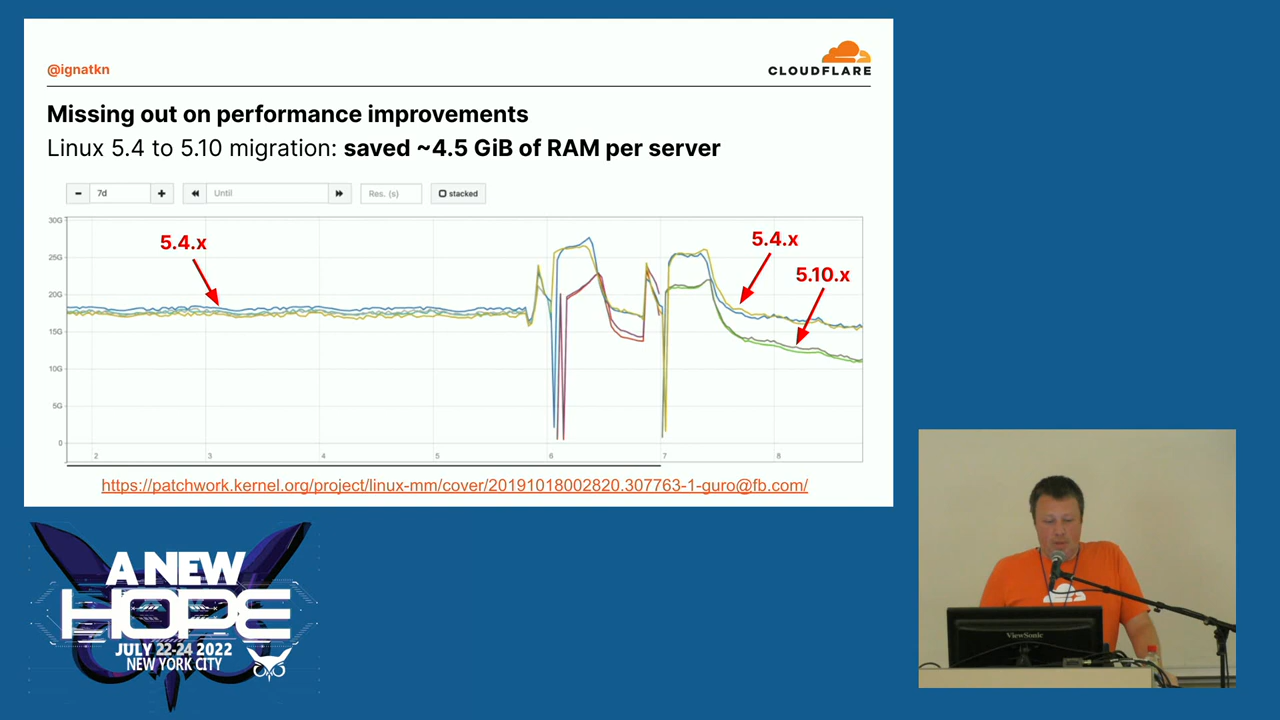 @ignatkn
CLOUDFLARE
Missing out on performance improvements
Linux 5.4 to 5.10 migration: saved ~4.5 GiB of RAM per server
7d
Until
Res. (s)
stacked
30G
25G
20G
15G
10G
5G
0
5.4.x
5.4.x
5.10.x
2 3 4 5 6 7 8
https://patchwork.kernel.org/project/linux-mm/cover/20191018002820.307763-1-guro@fb.com/
A NEW
HOPE
JULY 22-24 2022
NEW YORK CITY
ViewSonic